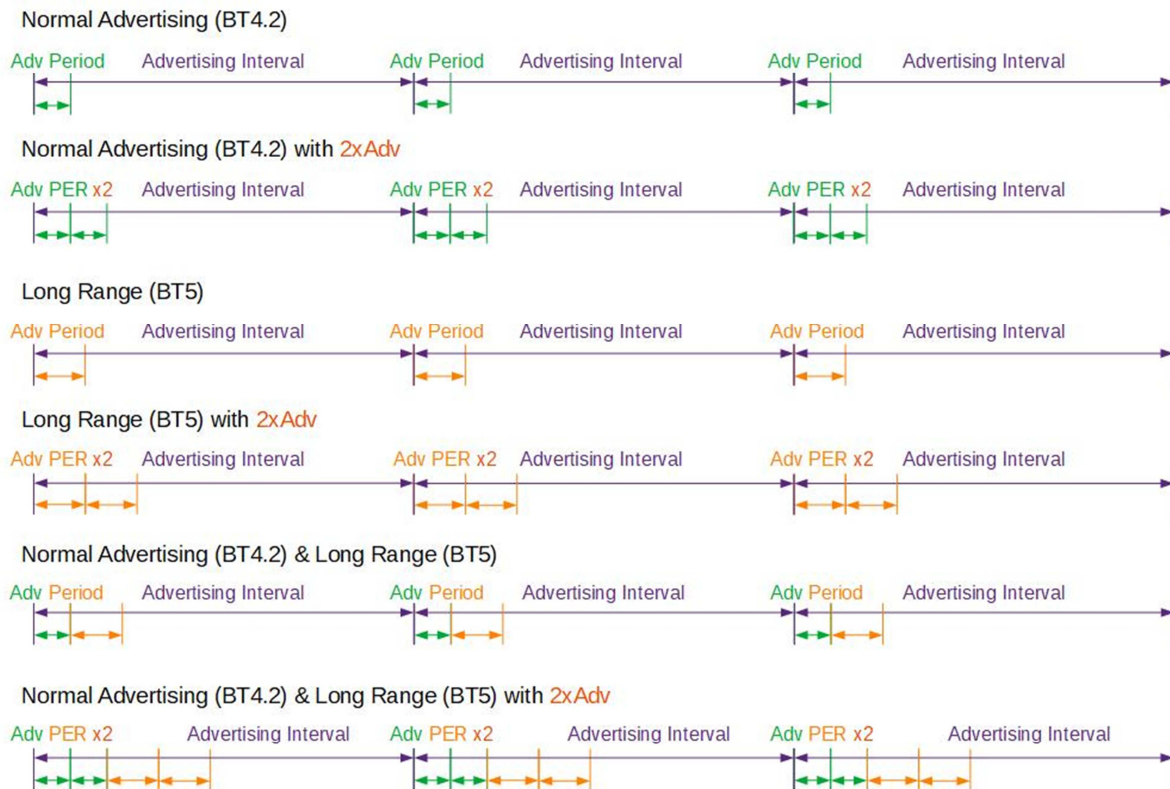 Normal Advertising (BT4.2)
Adv Period Advertising Interval Adv Period Advertising Interval Adv Period Advertising Interval
Normal Advertising (BT4.2) with 2xAdv
Adv PER x2 Advertising Interval Adv PER x2 Advertising Interval Adv PER x2 Advertising Interval
Long Range (BT5)
Adv Period Advertising Interval Adv Period Advertising Interval Adv Period Advertising Interval
Long Range (BT5) with 2xAdv
Adv PER x2 Advertising Interval Adv PER x2 Advertising Interval Adv PER x2 Advertising Interval
Normal Advertising (BT4.2) & Long Range (BT5)
Adv Period Advertising Interval Adv Period Advertising Interval Adv Period Advertising Interval
Normal Advertising (BT4.2) & Long Range (BT5) with 2xAdv
Adv PER x2 Advertising Interval Adv PER x2 Advertising Interval Adv PER x2 Advertising Interval